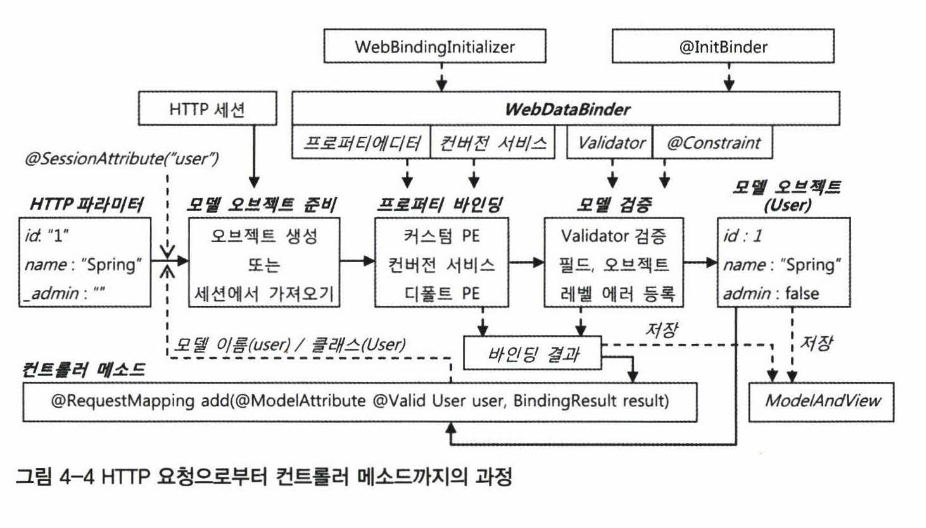 WebBindingInitializer
@InitBinder
HTTP 세션
WebDataBinder
프로퍼티에디터
컨버전 서비스
Validator
@Constraint
@SessionAttribute("user")
HTTP 파라미터
id: "1"
name : "Spring"
_admin : ""
모델 오브젝트 준비
오브젝트 생성
또는
세션에서 가져오기
프로퍼티 바인딩
커스텀 PE
컨버전 서비스
디폴트 PE
모델 검증
Validator 검증
필드, 오브젝트
레벨 에러 등록
모델 오브젝트
(User)
id : 1
name : "Spring"
admin : false
모델 이름(user) / 클래스(User)
바인딩 결과
저장
저장
컨트롤러 메소드
@RequestMapping add(@ModelAttribute @Valid User user, BindingResult result)
ModelAndView
그림 4-4 HTTP 요청으로부터 컨트롤러 메소드까지의 과정